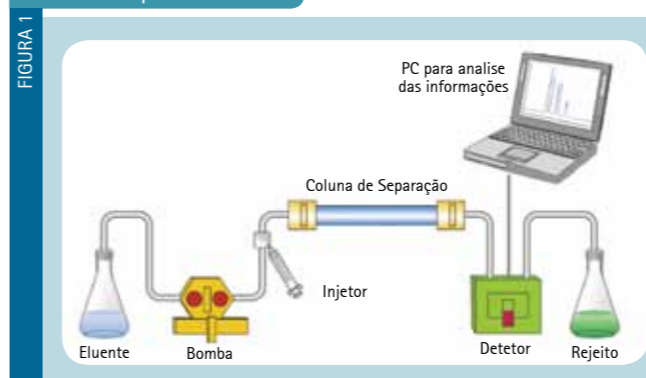 FIGURA 1
PC para analise
das informações
Coluna de Separação
Injetor
Eluente
Bomba
Detetor
Rejeito